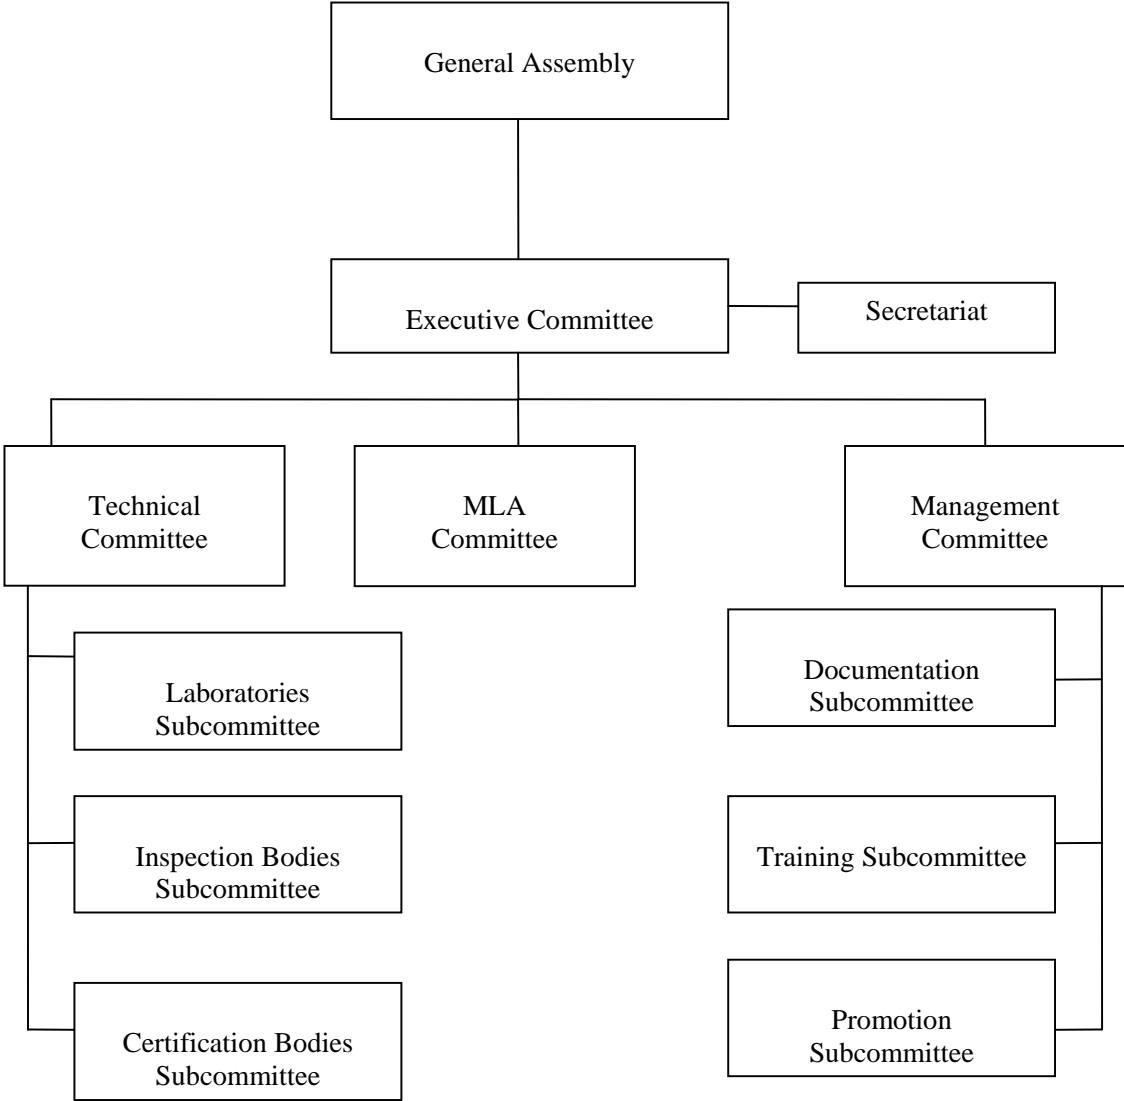 General Assembly
Executive Committee
Secretariat
Technical
Committee
MLA
Committee
Management
Committee
Laboratories
Subcommittee
Inspection Bodies
Subcommittee
Certification Bodies
Subcommittee
Documentation
Subcommittee
Training Subcommittee
Promotion
Subcommittee